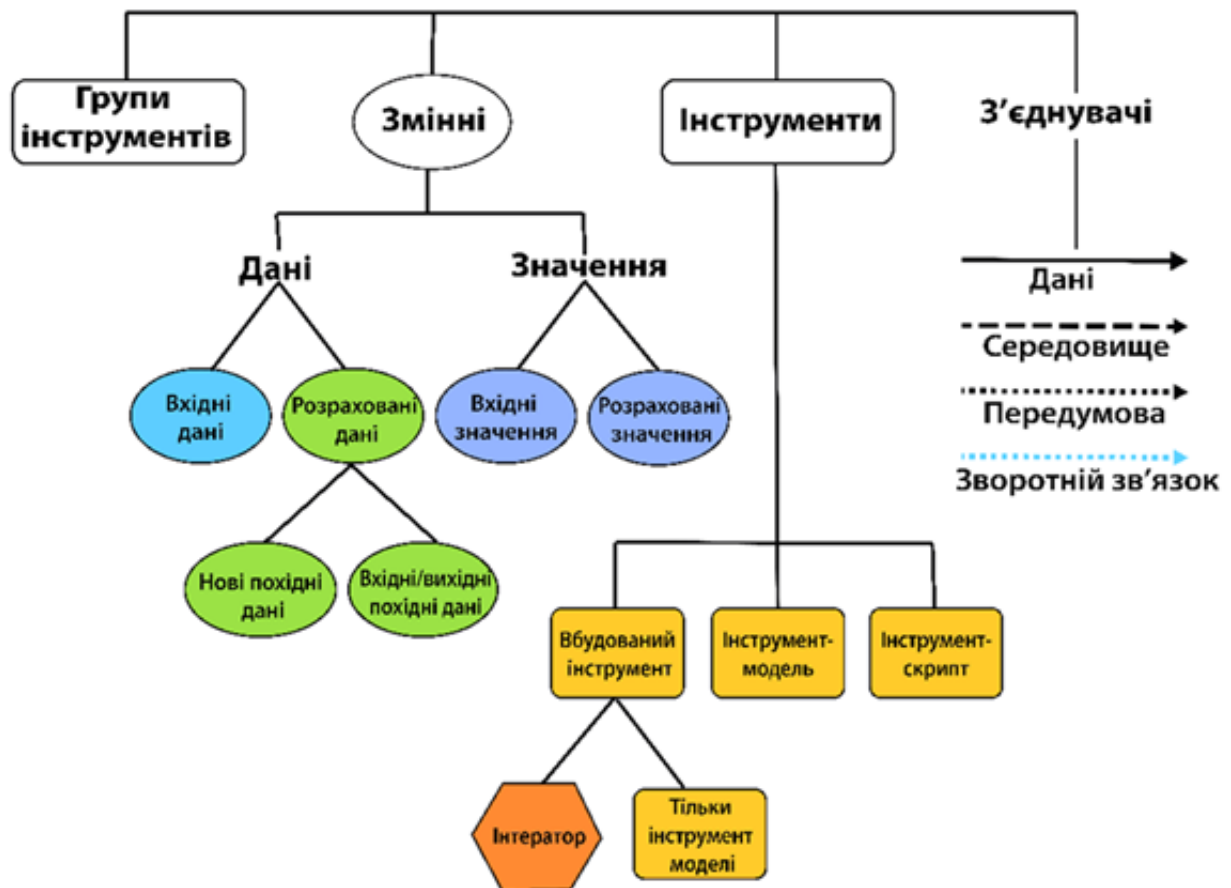 Групи
інструментів
Змінні
Інструменти
З’єднувачі
Дані
Значення
Дані
Середовище
Передумова
Зворотній зв’язок
Вхідні
дані
Розраховані
дані
Вхідні
значення
Розраховані
значення
Нові похідні
дані
Вхідні/вихідні
похідні дані
Вбудований
інструмент
Інструмент-
модель
Інструмент-
скрипт
Інтератор
Тільки
інструмент
моделі